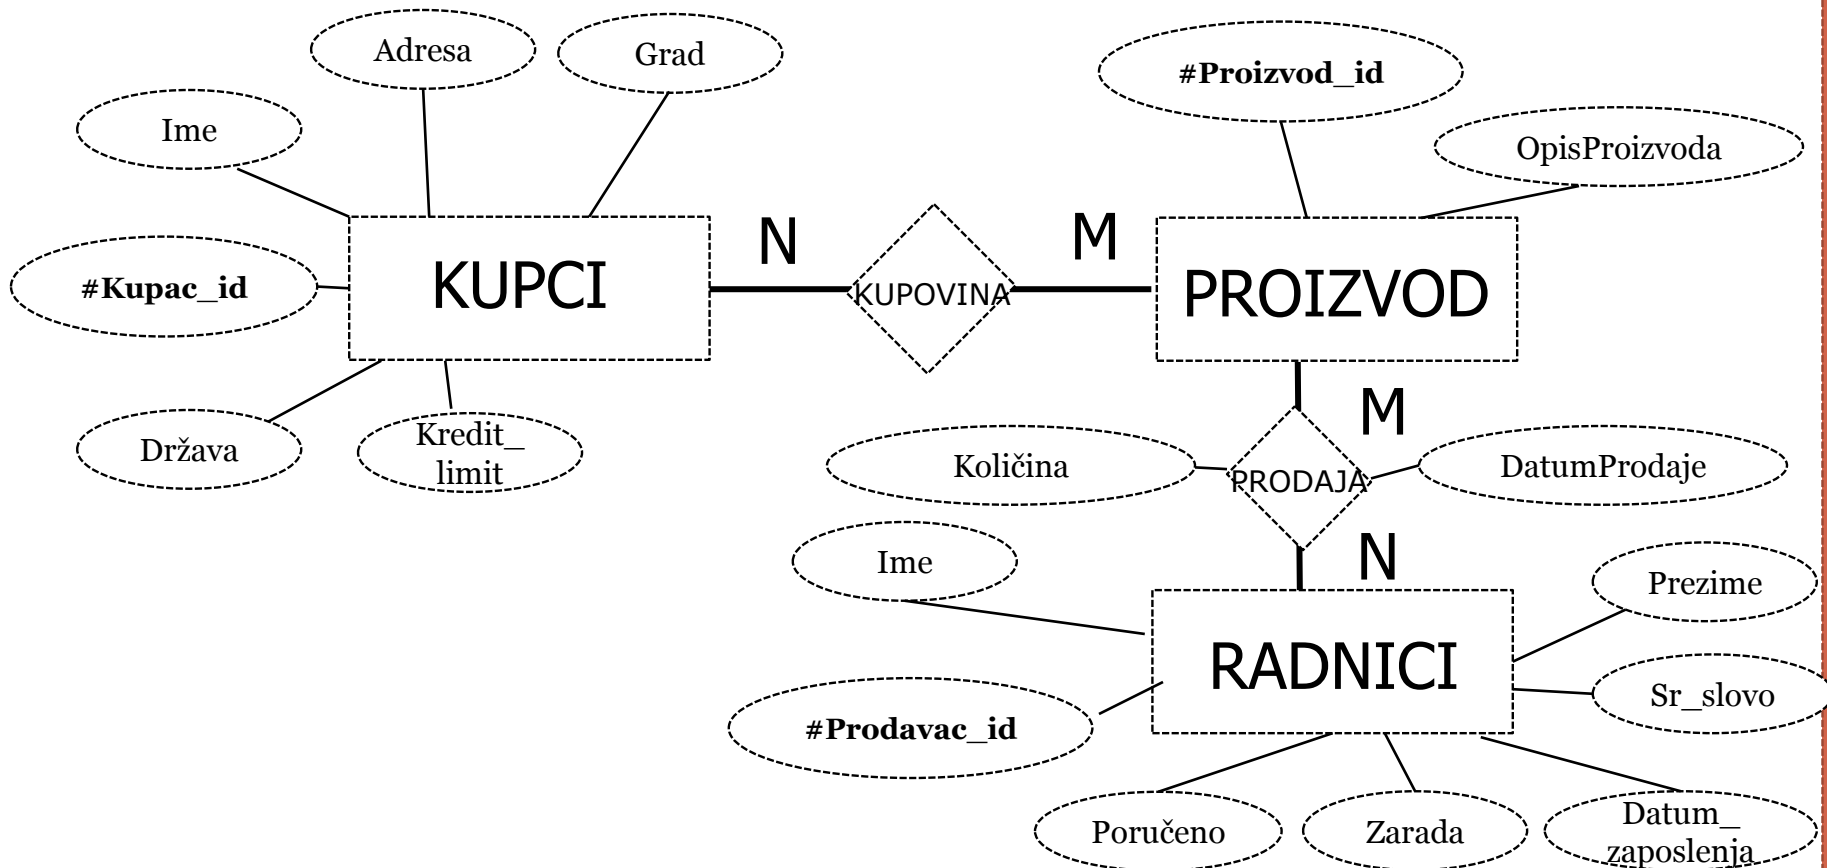 Adresa
Grad
#Proizvod_id
Ime
OpisProizvoda
N
M
KUPCI
KUPOVINA
PROIZVOD
#Kupac_id
M
Država
Kredit_
limit
Količina
PRODAJA
DatumProdaje
Ime
N
Prezime
RADNICI
Sr_slovo
#Prodavac_id
Poručeno
Zarada
Datum_
zaposlenja